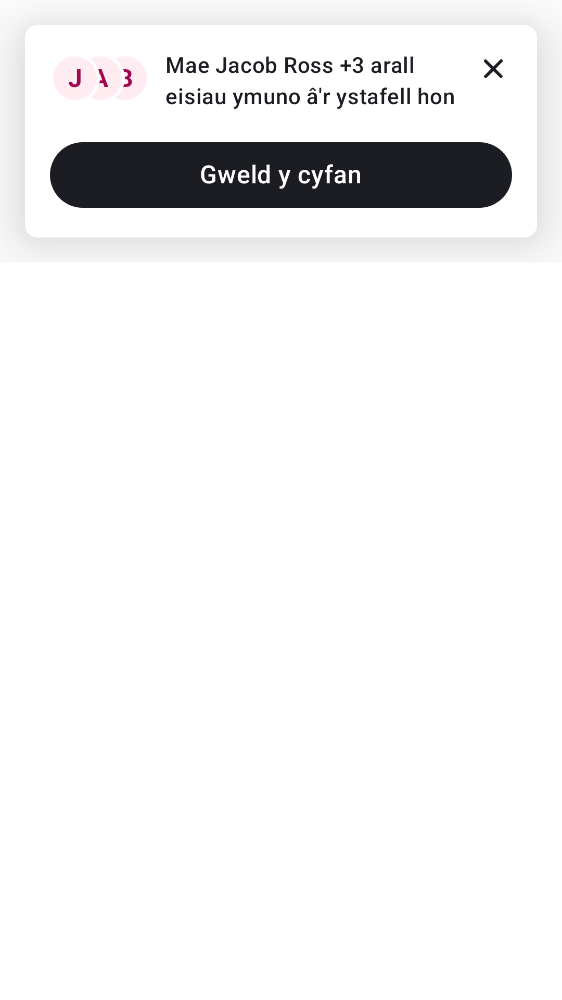 J A B
Mae Jacob Ross +3 arall
eisiau ymuno â'r ystafell hon
Gweld y cyfan